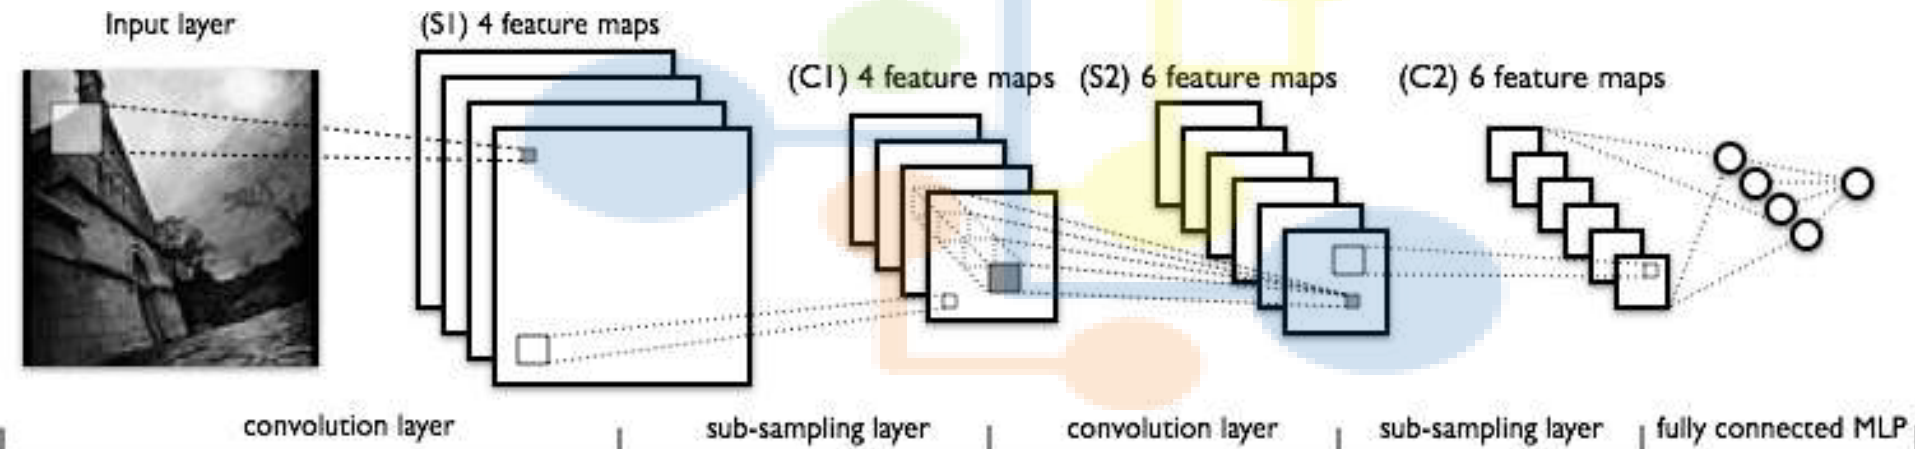 Input layer
(S1) 4 feature maps
(C1) 4 feature maps
(S2) 6 feature maps
(C2) 6 feature maps
convolution layer
sub-sampling layer
convolution layer
sub-sampling layer
fully connected MLP